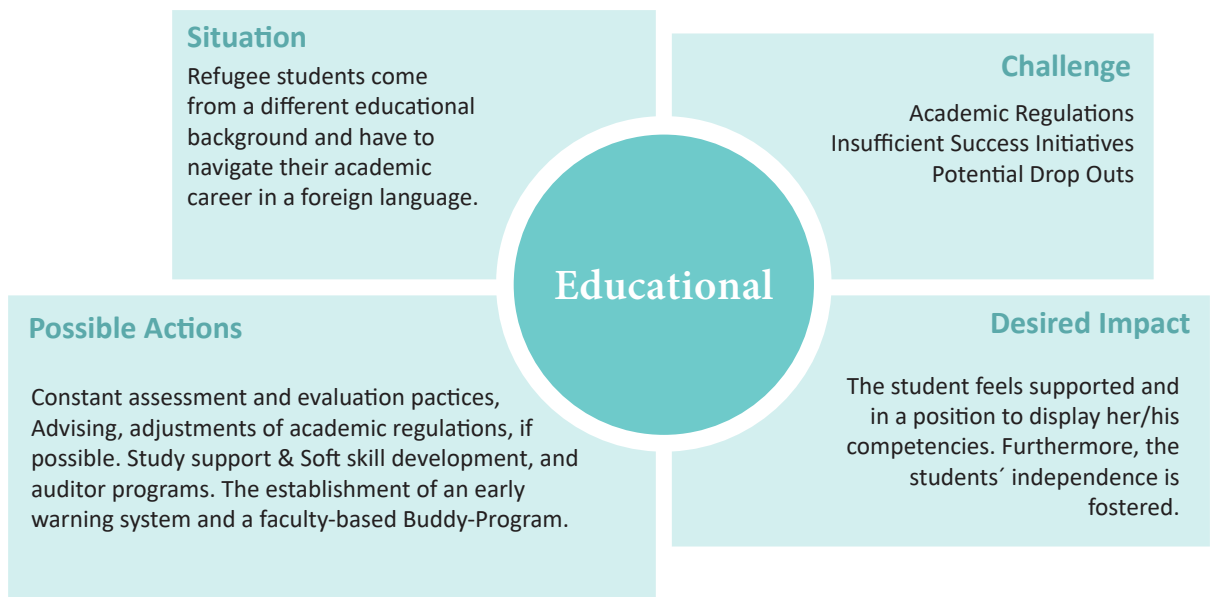 Situation
Refugee students come
from a different educational
background and have to
navigate their academic
career in a foreign language.
Challenge
Academic Regulations
Insufficient Success Initiatives
Potential Drop Outs
Educational
Possible Actions
Constant assessment and evaluation pactices,
Advising, adjustments of academic regulations, if
possible. Study support & Soft skill development, and
auditor programs. The establishment of an early
warning system and a faculty-based Buddy-Program.
Desired Impact
The student feels supported and
in a position to display her/his
competencies. Furthermore, the
students´ independence is
fostered.